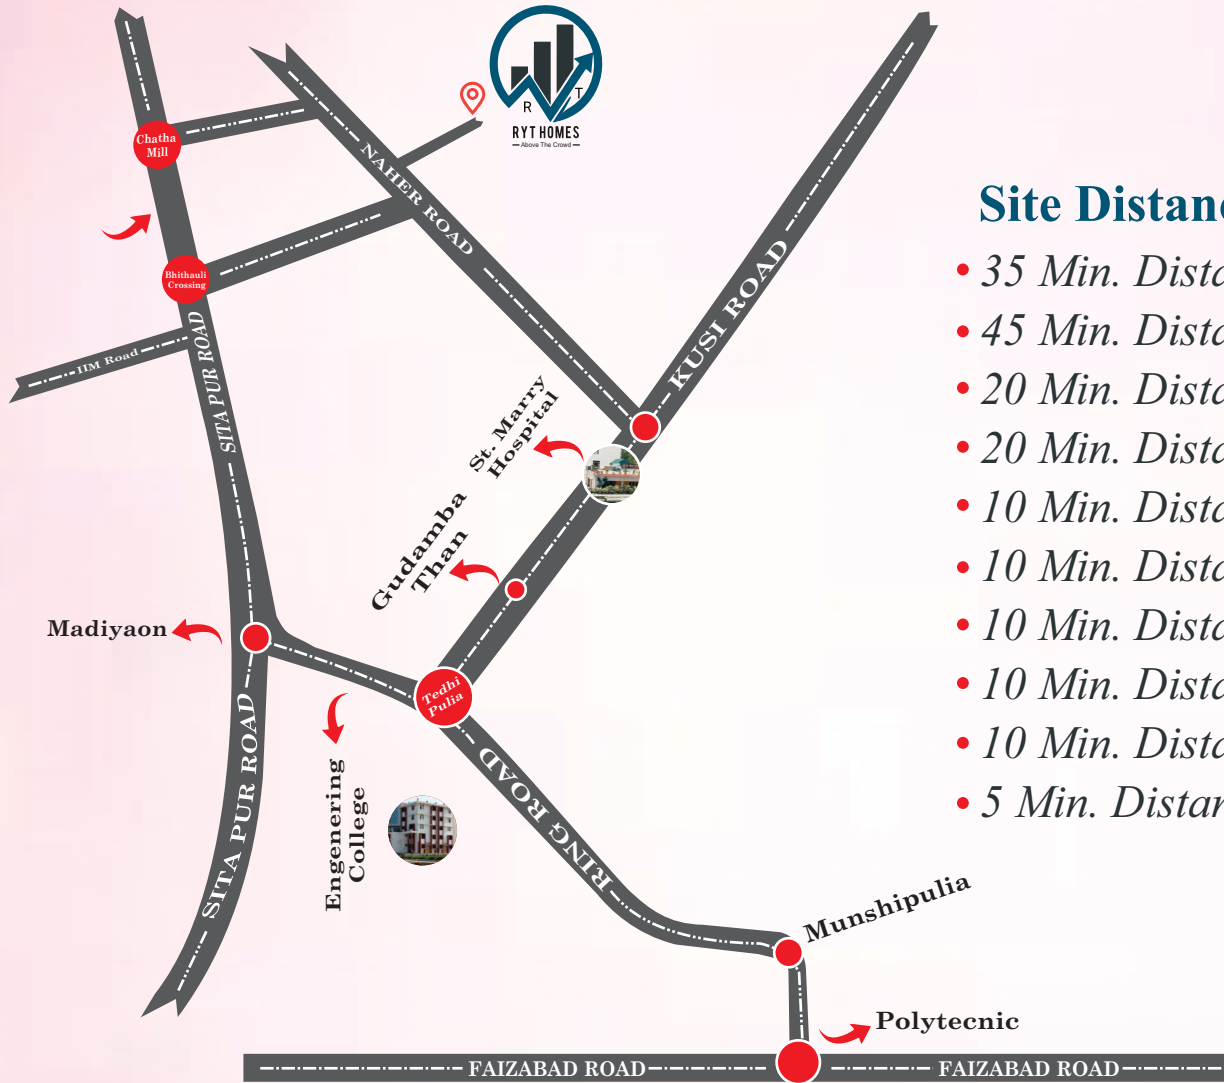 R T
RYT HOMES
Above The Crowd
Chatha
Mill
NAHER ROAD
Bhithauli
Crossing
IIM Road
SITA PUR ROAD
KUSI ROAD
St. Marry
Hospital
Gudamba
Than
Madiyaon
Tedhi
Pulia
SITA PUR ROAD
RING ROAD
Engenering
College
Munshipulia
Polytecnic
FAIZABAD ROAD
FAIZABAD ROAD
Site Distanc
• 35 Min. Dista
• 45 Min. Dista
• 20 Min. Dista
• 20 Min. Dista
• 10 Min. Dista
• 10 Min. Dista
• 10 Min. Dista
• 10 Min. Dista
• 10 Min. Dista
• 5 Min. Distan